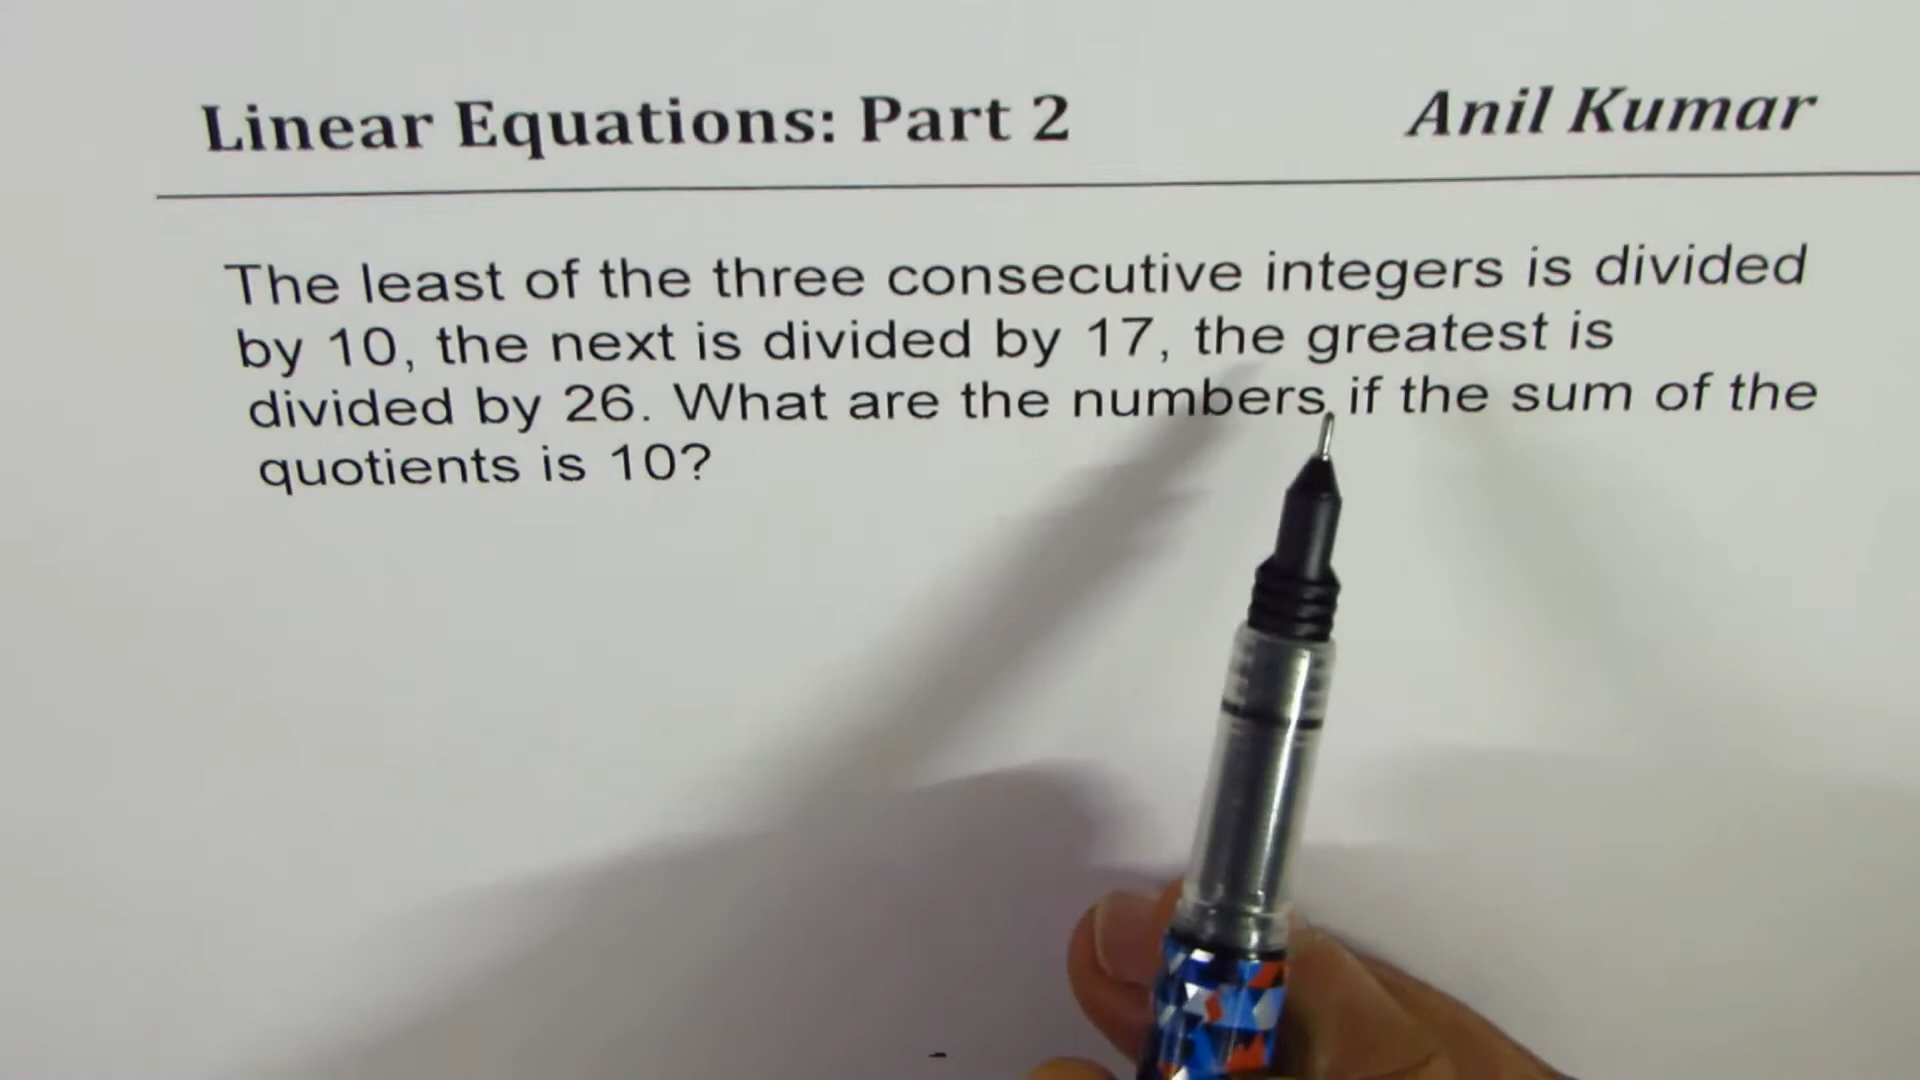 Linear Equations: Part 2 Anil Kumar
The least of the three consecutive integers is divided
by 10, the next is divided by 17, the greatest is
divided by 26. What are the numbers, if the sum of the
quotients is 10?